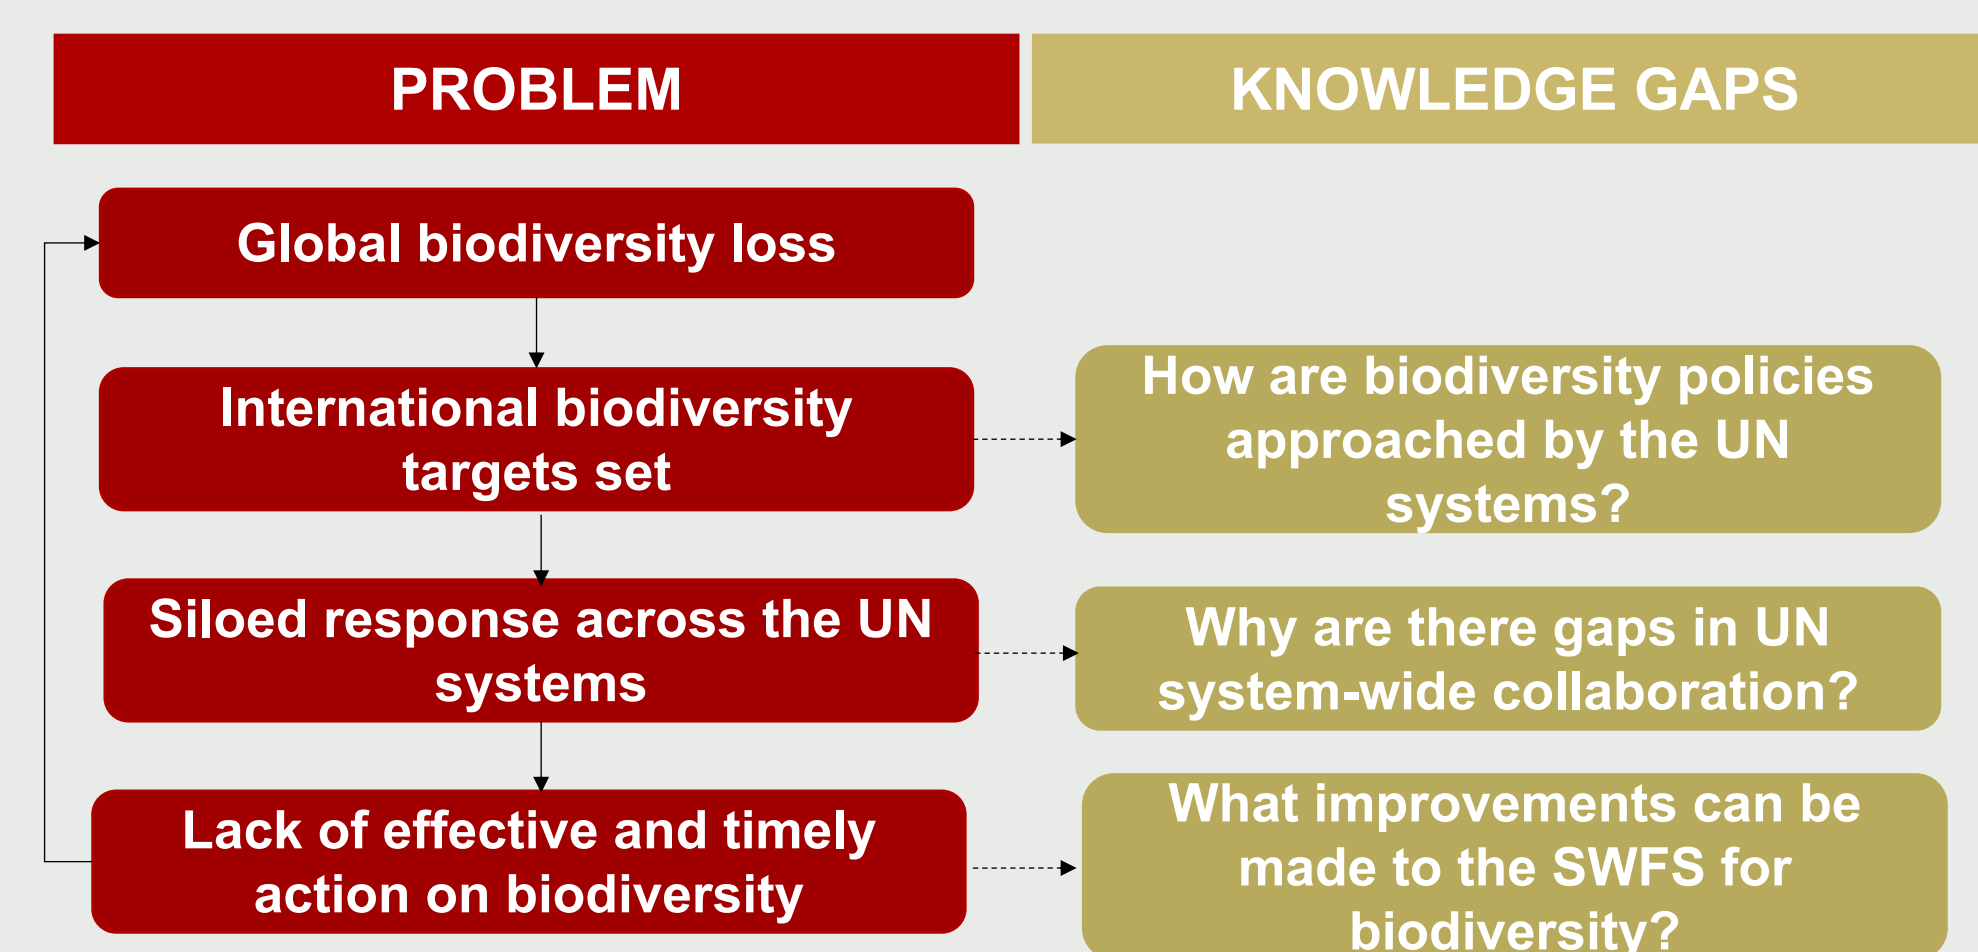 PROBLEM
KNOWLEDGE GAPS
Global biodiversity loss
International biodiversity
targets set
How are biodiversity policies
approached by the UN
systems?
Siloed response across the UN
systems
Why are there gaps in UN
system-wide collaboration?
Lack of effective and timely
action on biodiversity
What improvements can be
made to the SWFS for
biodiversity?